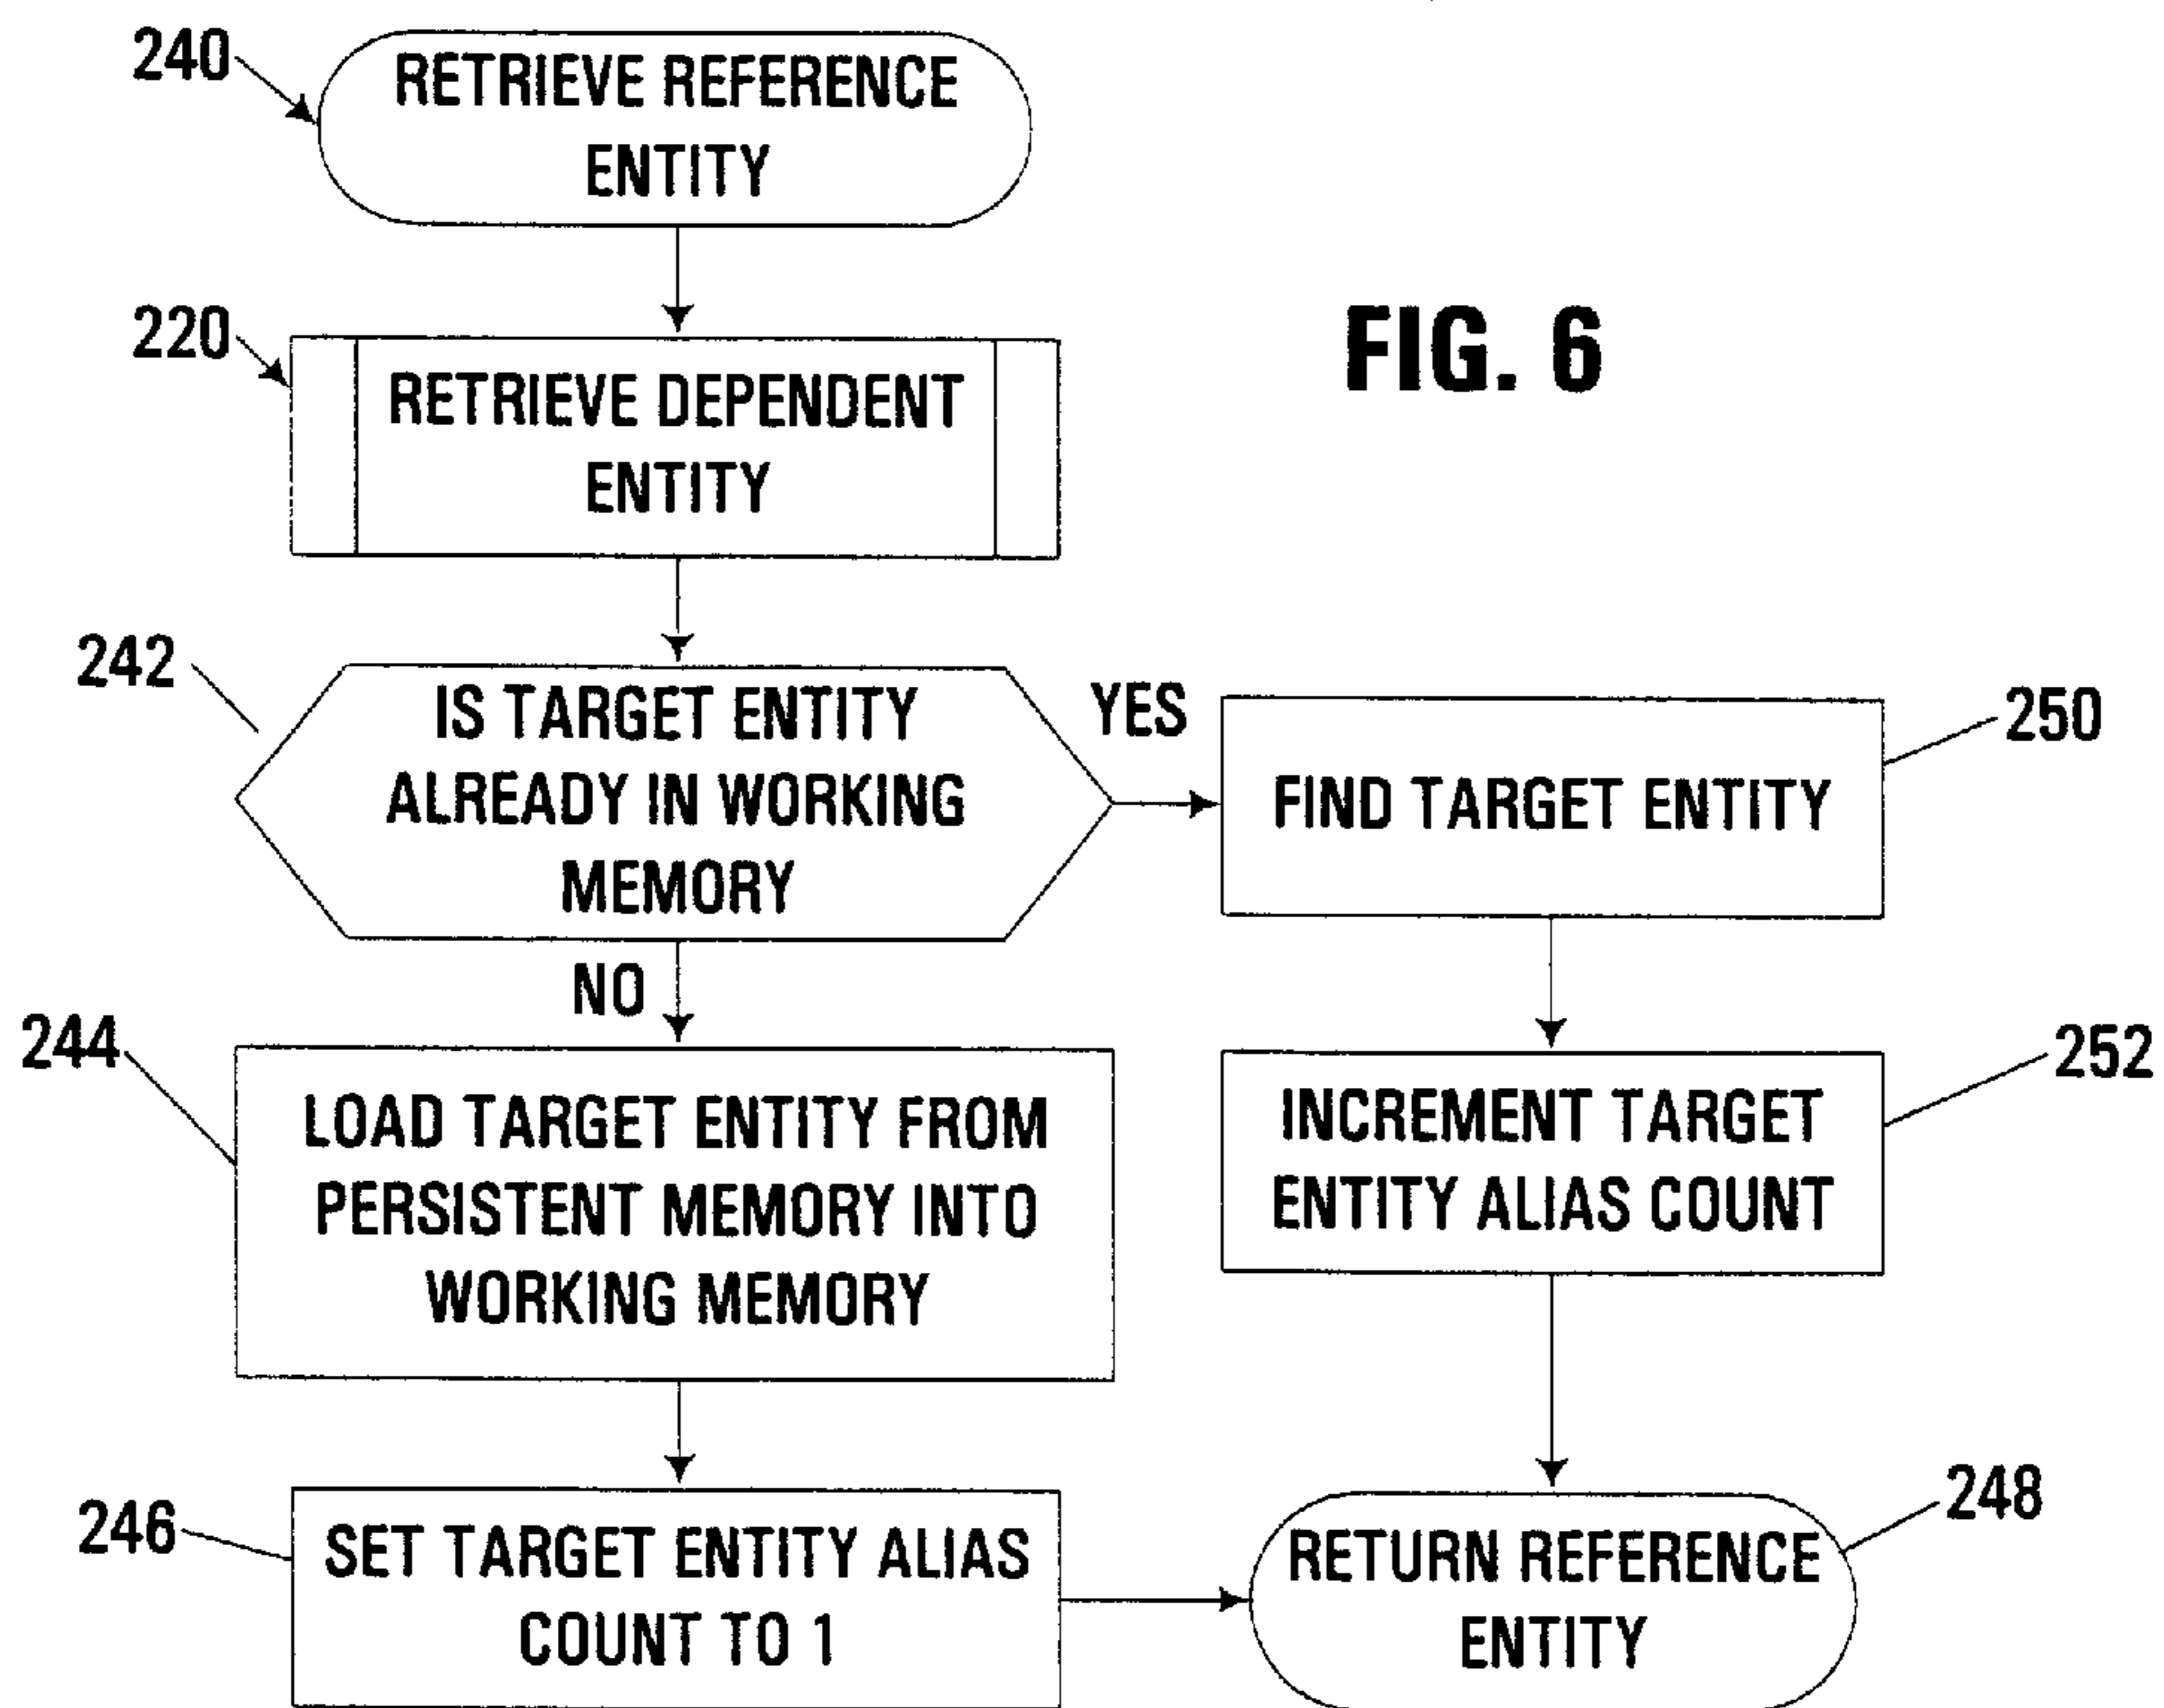 240
RETRIEVE REFERENCE
ENTITY
220
RETRIEVE DEPENDENT
ENTITY
FIG. 6
242
IS TARGET ENTITY
ALREADY IN WORKING
MEMORY
YES
NO
250
FIND TARGET ENTITY
244
LOAD TARGET ENTITY FROM
PERSISTENT MEMORY INTO
WORKING MEMORY
252
INCREMENT TARGET
ENTITY ALIAS COUNT
246
SET TARGET ENTITY ALIAS
COUNT TO 1
248
RETURN REFERENCE
ENTITY